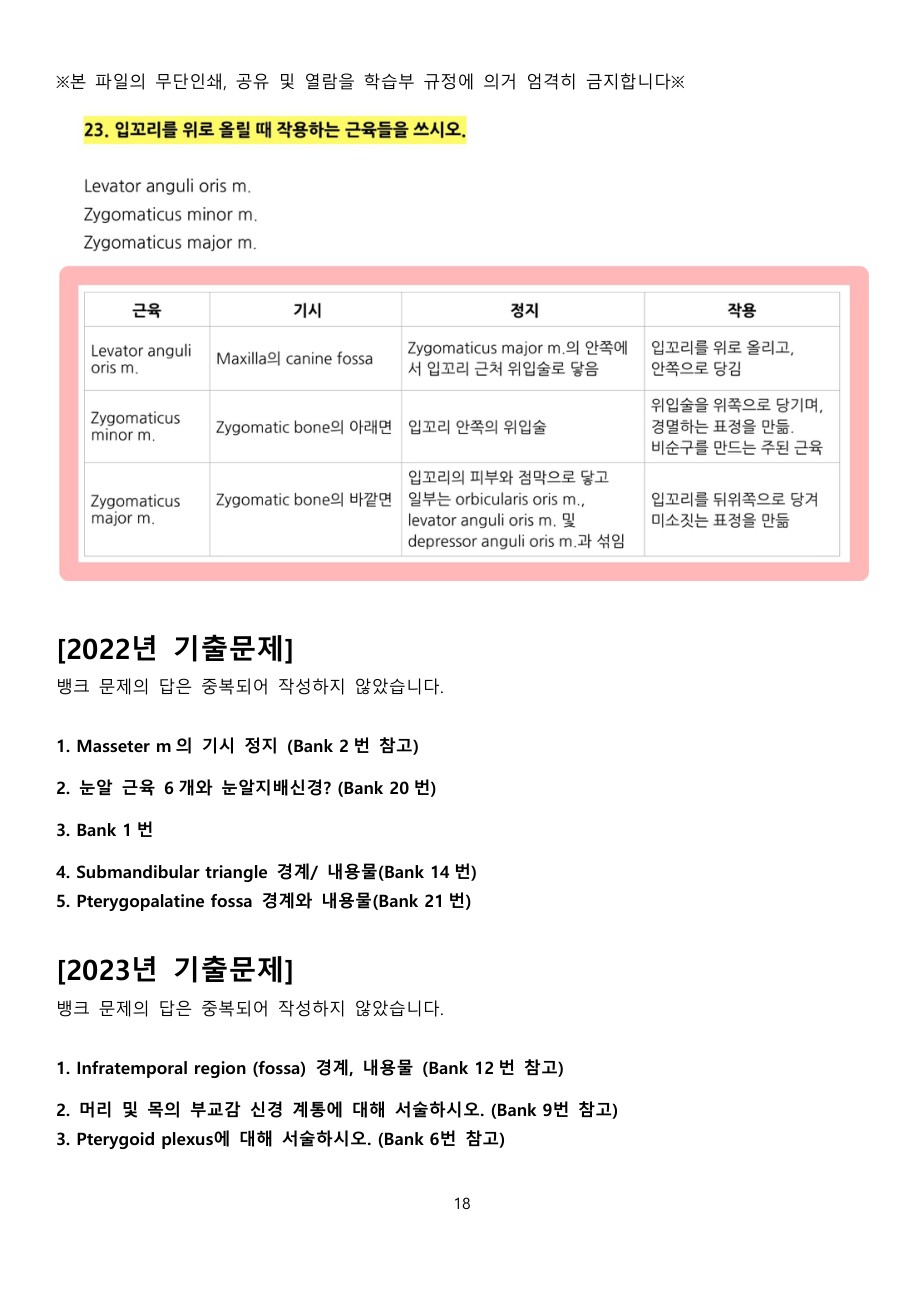 ※본 파일의 무단인쇄, 공유 및 열람을 학습부 규정에 의거 엄격히 금지합니다※
23. 입꼬리를 위로 올릴 때 작용하는 근육들을 쓰시오.
Levator anguli oris m.
Zygomaticus minor m.
Zygomaticus major m.
근육 기시 정지 작용
Levator anguli
oris m.
Maxilla의 canine fossa
Zygomaticus major m.의 안쪽에
서 입꼬리 근처 위입술로 닿음
입꼬리를 위로 올리고,
안쪽으로 당김
Zygomaticus
minor m.
Zygomatic bone의 아래면
입꼬리 안쪽의 위입술
위입술을 위쪽으로 당기며,
경멸하는 표정을 만듦.
비순구를 만드는 주된 근육
Zygomaticus
major m.
Zygomatic bone의 바깥면
입꼬리의 피부와 점막으로 닿고
일부는 orbicularis oris m.,
levator anguli oris m. 및
depressor anguli oris m.과 섞임
입꼬리를 뒤위쪽으로 당겨
미소짓는 표정을 만듦
[2022년 기출문제]
뱅크 문제의 답은 중복되어 작성하지 않았습니다.
1. Masseter m의 기시 정지 (Bank 2번 참고)
2. 눈알 근육 6개와 눈알지배신경? (Bank 20번)
3. Bank 1번
4. Submandibular triangle 경계/ 내용물(Bank 14번)
5. Pterygopalatine fossa 경계와 내용물(Bank 21번)
[2023년 기출문제]
뱅크 문제의 답은 중복되어 작성하지 않았습니다.
1. Infratemporal region (fossa) 경계, 내용물 (Bank 12번 참고)
2. 머리 및 목의 부교감 신경 계통에 대해 서술하시오. (Bank 9번 참고)
3. Pterygoid plexus에 대해 서술하시오. (Bank 6번 참고)
18